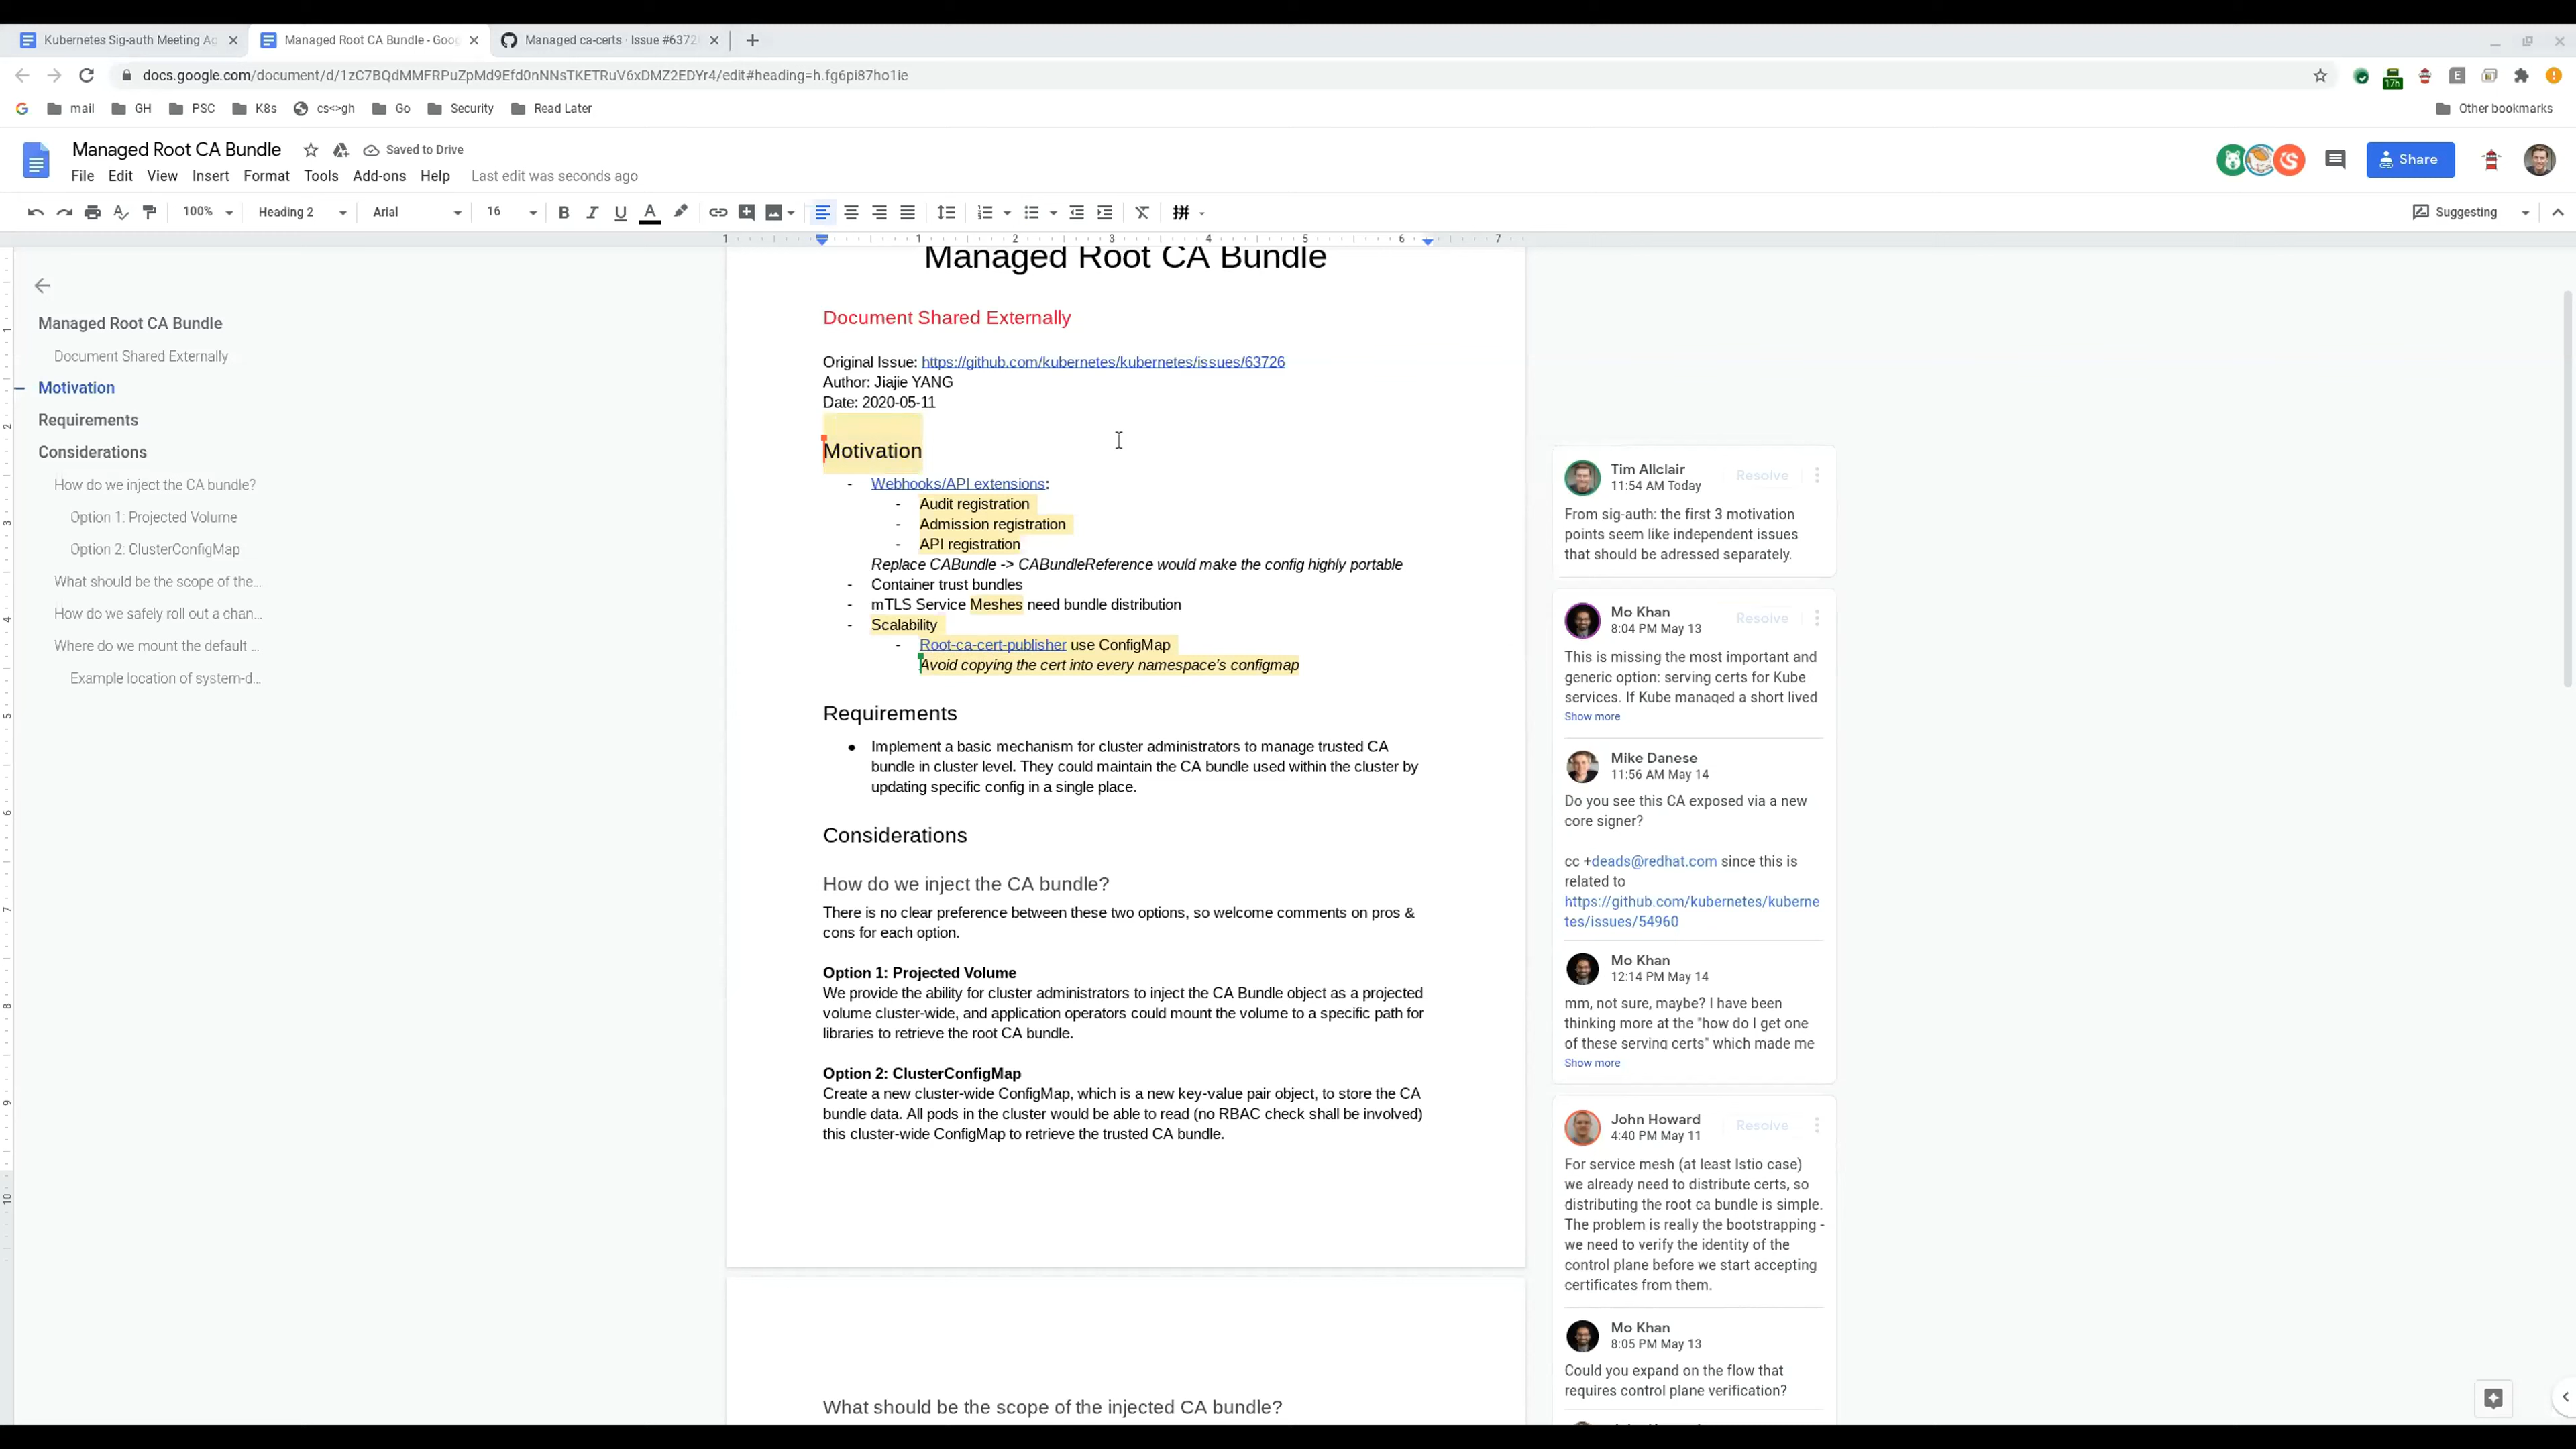 Kubernetes Sig-auth Meeting Ag
Managed Root CA Bundle - Goo
Managed ca-certs · Issue #6372
docs.google.com/document/d/1zC7BQdMMFRPuZpMd9Efd0nNNsTKETRuV6xDMZ2EDYr4/edit#heading=h.fg6pi87ho1ie
17h
mail GH PSC K8s cs<>gh Go Security Read Later Other bookmarks
Managed Root CA Bundle Saved to Drive
File Edit View Insert Format Tools Add-ons Help Last edit was seconds ago
Share
100% Heading 2 Arial 16 B I U A Suggesting
1 1 2 3 4 5 6 7
Managed Root CA Bundle
Document Shared Externally
Motivation
Requirements
Considerations
How do we inject the CA bundle?
Option 1: Projected Volume
Option 2: ClusterConfigMap
What should be the scope of the...
How do we safely roll out a chan...
Where do we mount the default ...
Example location of system-d...
1
2
3
4
5
6
7
8
9
10
Managed Root CA Bundle
Document Shared Externally
Original Issue: https://github.com/kubernetes/kubernetes/issues/63726
Author: Jiajie YANG
Date: 2020-05-11
Motivation
- Webhooks/API extensions:
- Audit registration
- Admission registration
- API registration
Replace CABundle -> CABundleReference would make the config highly portable
- Container trust bundles
- mTLS Service Meshes need bundle distribution
- Scalability
- Root-ca-cert-publisher use ConfigMap
Avoid copying the cert into every namespace's configmap
Requirements
● Implement a basic mechanism for cluster administrators to manage trusted CA
bundle in cluster level. They could maintain the CA bundle used within the cluster by
updating specific config in a single place.
Considerations
How do we inject the CA bundle?
There is no clear preference between these two options, so welcome comments on pros &
cons for each option.
Option 1: Projected Volume
We provide the ability for cluster administrators to inject the CA Bundle object as a projected
volume cluster-wide, and application operators could mount the volume to a specific path for
libraries to retrieve the root CA bundle.
Option 2: ClusterConfigMap
Create a new cluster-wide ConfigMap, which is a new key-value pair object, to store the CA
bundle data. All pods in the cluster would be able to read (no RBAC check shall be involved)
this cluster-wide ConfigMap to retrieve the trusted CA bundle.
What should be the scope of the injected CA bundle?
Tim Allclair Resolve
11:54 AM Today
From sig-auth: the first 3 motivation
points seem like independent issues
that should be adressed separately.
Mo Khan Resolve
8:04 PM May 13
This is missing the most important and
generic option: serving certs for Kube
services. If Kube managed a short lived
Show more
Mike Danese
11:56 AM May 14
Do you see this CA exposed via a new
core signer?
cc +deads@redhat.com since this is
related to
https://github.com/kubernetes/kuberne
tes/issues/54960
Mo Khan
12:14 PM May 14
mm, not sure, maybe? I have been
thinking more at the "how do I get one
of these serving certs" which made me
Show more
John Howard Resolve
4:40 PM May 11
For service mesh (at least Istio case)
we already need to distribute certs, so
distributing the root ca bundle is simple.
The problem is really the bootstrapping -
we need to verify the identity of the
control plane before we start accepting
certificates from them.
Mo Khan
8:05 PM May 13
Could you expand on the flow that
requires control plane verification?